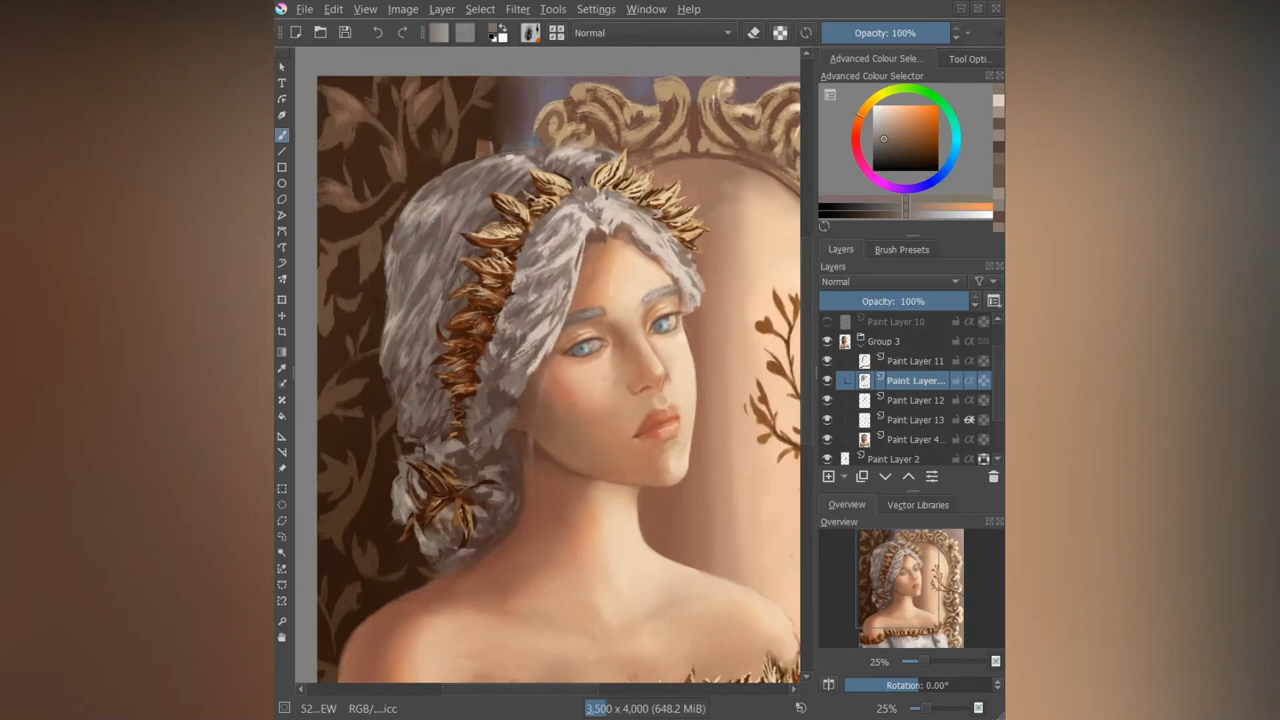 File Edit View Image Layer Select Filter Tools Settings Window Help
Normal
Opacity: 100%
Advanced Colour Sele... Tool Opti...
Advanced Colour Selector
Layers Brush Presets
Layers
Normal
Opacity: 100%
Paint Layer 10
Group 3
Paint Layer 11
Paint Layer...
Paint Layer 12
Paint Layer 13
Paint Layer 4...
Paint Layer 2
Overview Vector Libraries
Overview
25%
Rotation: 0.00°
52...EW RGB/....icc 3,500 x 4,000 (648.2 MiB) 25%